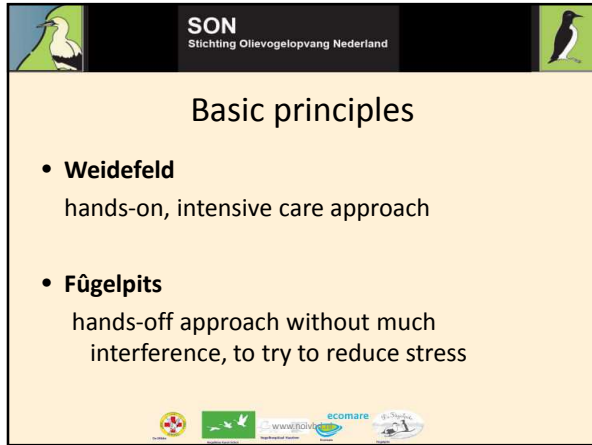 SON
Stichting Olievogelopvang Nederland
Basic principles
• Weidefeld
hands-on, intensive care approach
• Fûgelpits
hands-off approach without much
interference, to try to reduce stress
ecomare